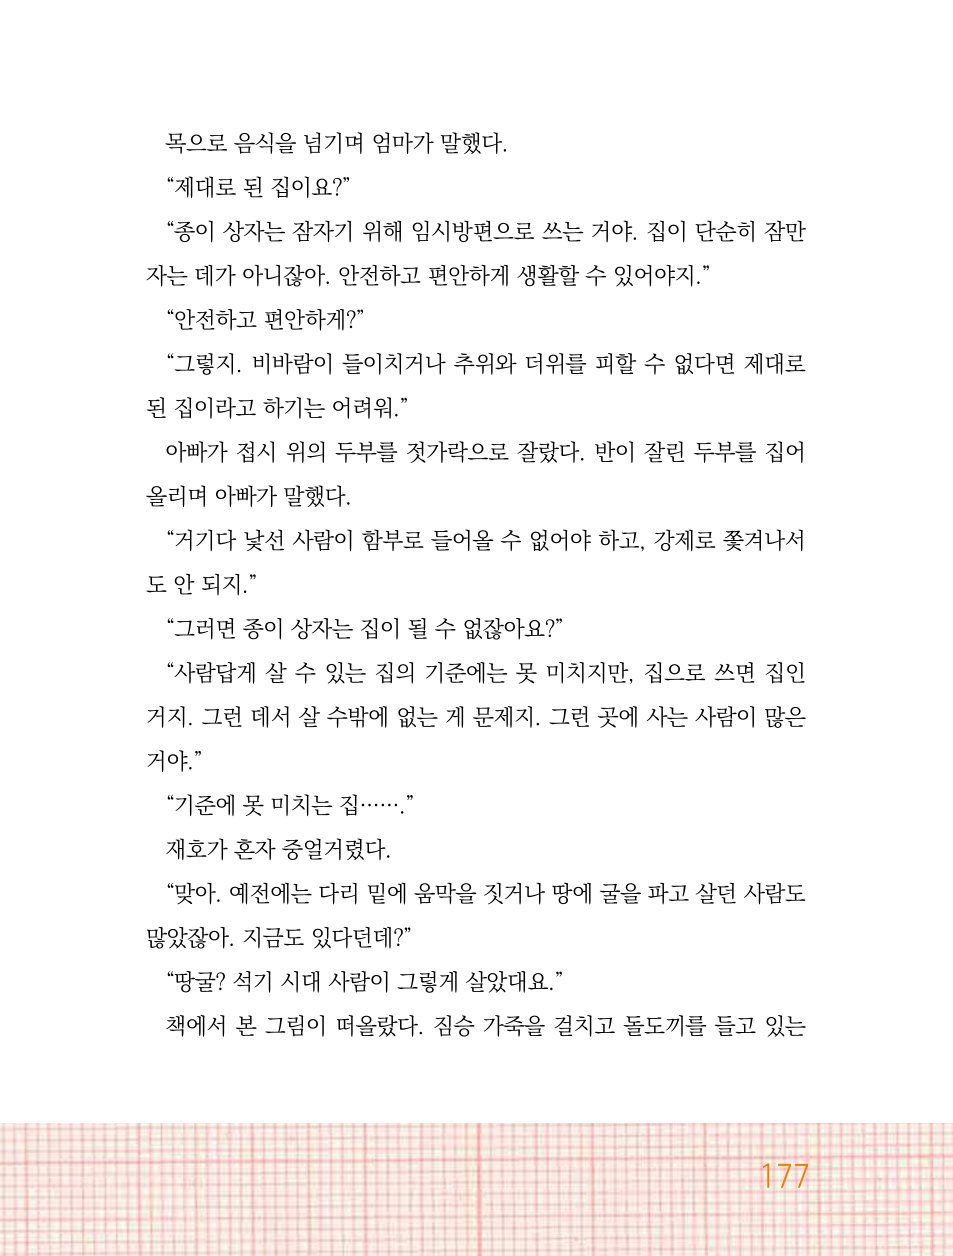 목으로 음식을 넘기며 엄마가 말했다.
“제대로 된 집이요?”
“종이 상자는 잠자기 위해 임시방편으로 쓰는 거야. 집이 단순히 잠만
자는 데가 아니잖아. 안전하고 편안하게 생활할 수 있어야지.”
“안전하고 편안하게?”
“그렇지. 비바람이 들이치거나 추위와 더위를 피할 수 없다면 제대로
된 집이라고 하기는 어려워.”
아빠가 접시 위의 두부를 젓가락으로 잘랐다. 반이 잘린 두부를 집어
올리며 아빠가 말했다.
“거기다 낯선 사람이 함부로 들어올 수 없어야 하고, 강제로 쫓겨나서
도 안 되지.”
“그러면 종이 상자는 집이 될 수 없잖아요?”
“사람답게 살 수 있는 집의 기준에는 못 미치지만, 집으로 쓰면 집인
거지. 그런 데서 살 수밖에 없는 게 문제지. 그런 곳에 사는 사람이 많은
거야.”
“기준에 못 미치는 집…….”
재호가 혼자 중얼거렸다.
“맞아. 예전에는 다리 밑에 움막을 짓거나 땅에 굴을 파고 살던 사람도
많았잖아. 지금도 있다던데?”
“땅굴? 석기 시대 사람이 그렇게 살았대요.”
책에서 본 그림이 떠올랐다. 짐승 가죽을 걸치고 돌도끼를 들고 있는
177